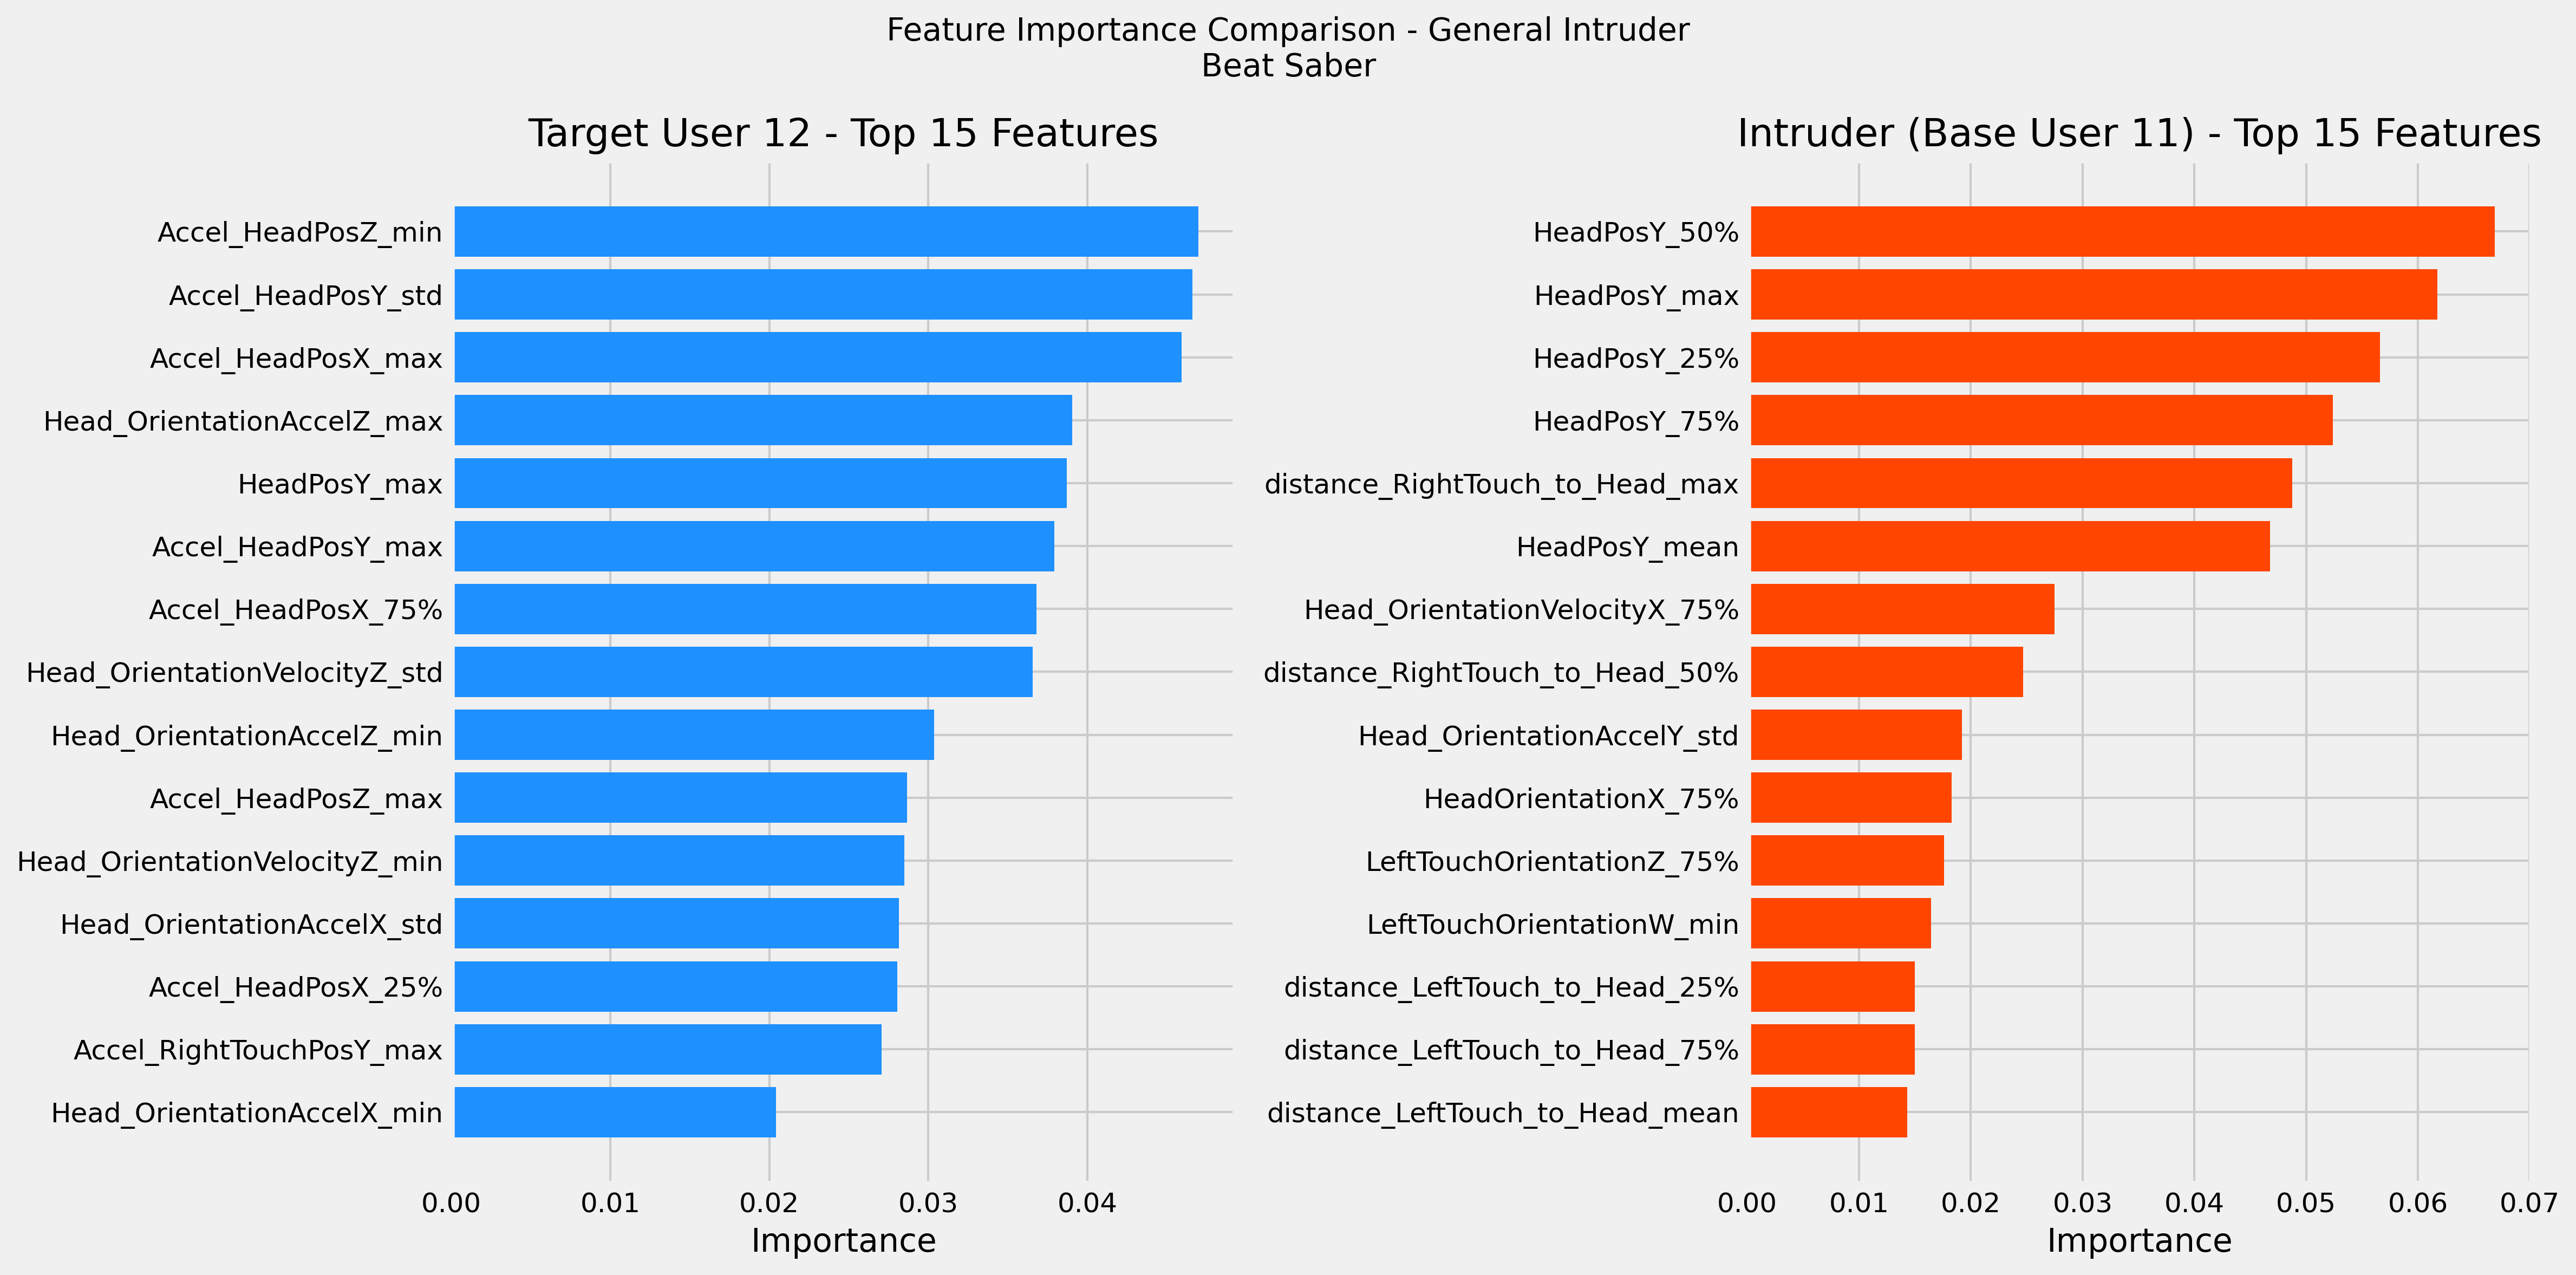 Feature Importance Comparison - General Intruder
Beat Saber
Target User 12 - Top 15 Features
Accel_HeadPosZ_min
Accel_HeadPosY_std
Accel_HeadPosX_max
Head_OrientationAccelZ_max
HeadPosY_max
Accel_HeadPosY_max
Accel_HeadPosX_75%
Head_OrientationVelocityZ_std
Head_OrientationAccelZ_min
Accel_HeadPosZ_max
Head_OrientationVelocityZ_min
Head_OrientationAccelX_std
Accel_HeadPosX_25%
Accel_RightTouchPosY_max
Head_OrientationAccelX_min
0.00 0.01 0.02 0.03 0.04
Importance
Intruder (Base User 11) - Top 15 Features
HeadPosY_50%
HeadPosY_max
HeadPosY_25%
HeadPosY_75%
distance_RightTouch_to_Head_max
HeadPosY_mean
Head_OrientationVelocityX_75%
distance_RightTouch_to_Head_50%
Head_OrientationAccelY_std
HeadOrientationX_75%
LeftTouchOrientationZ_75%
LeftTouchOrientationW_min
distance_LeftTouch_to_Head_25%
distance_LeftTouch_to_Head_75%
distance_LeftTouch_to_Head_mean
0.00 0.01 0.02 0.03 0.04 0.05 0.06 0.07
Importance